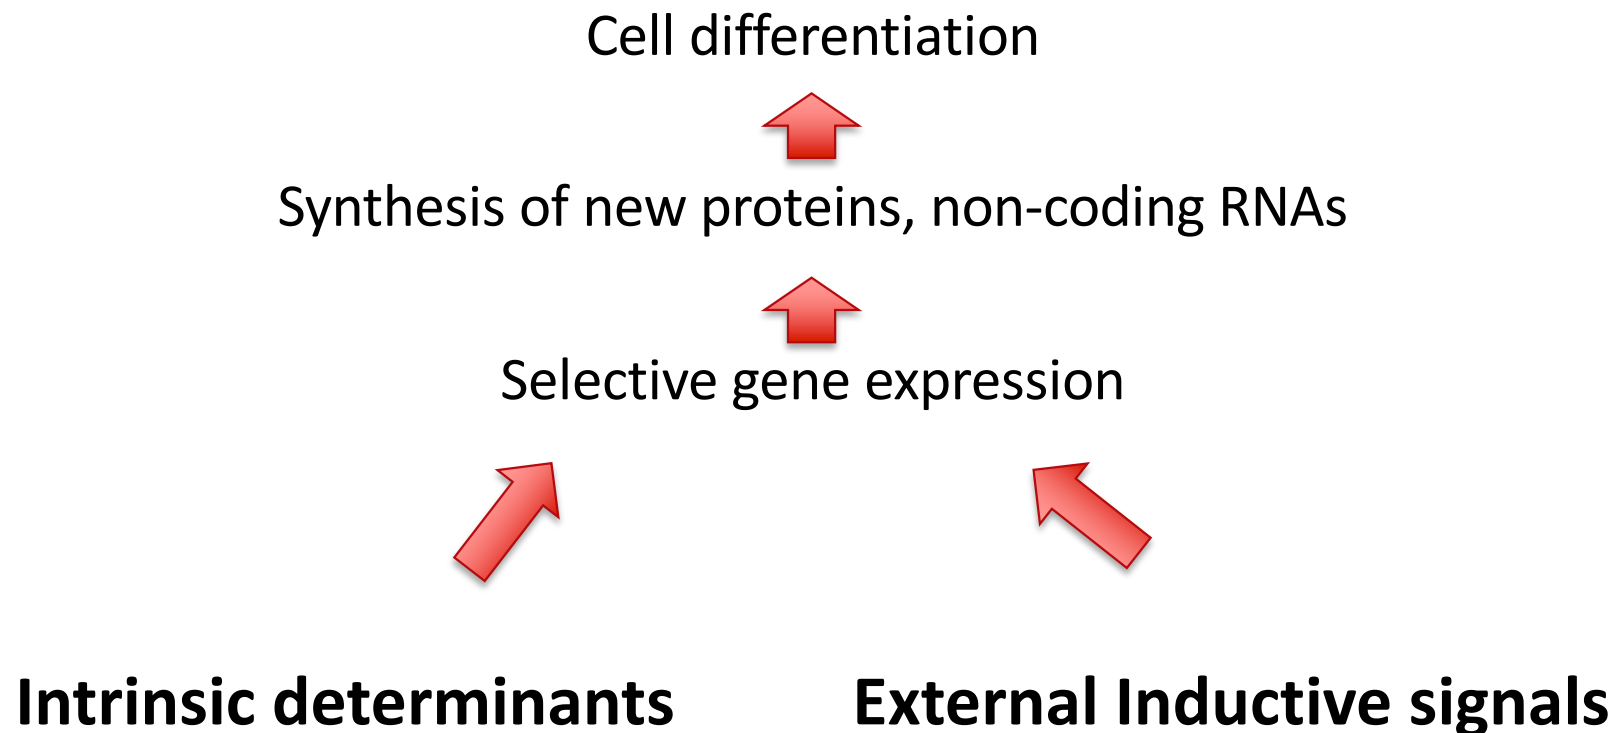 Cell differentiation
Synthesis of new proteins, non-coding RNAs
Selective gene expression
Intrinsic determinants
External Inductive signals